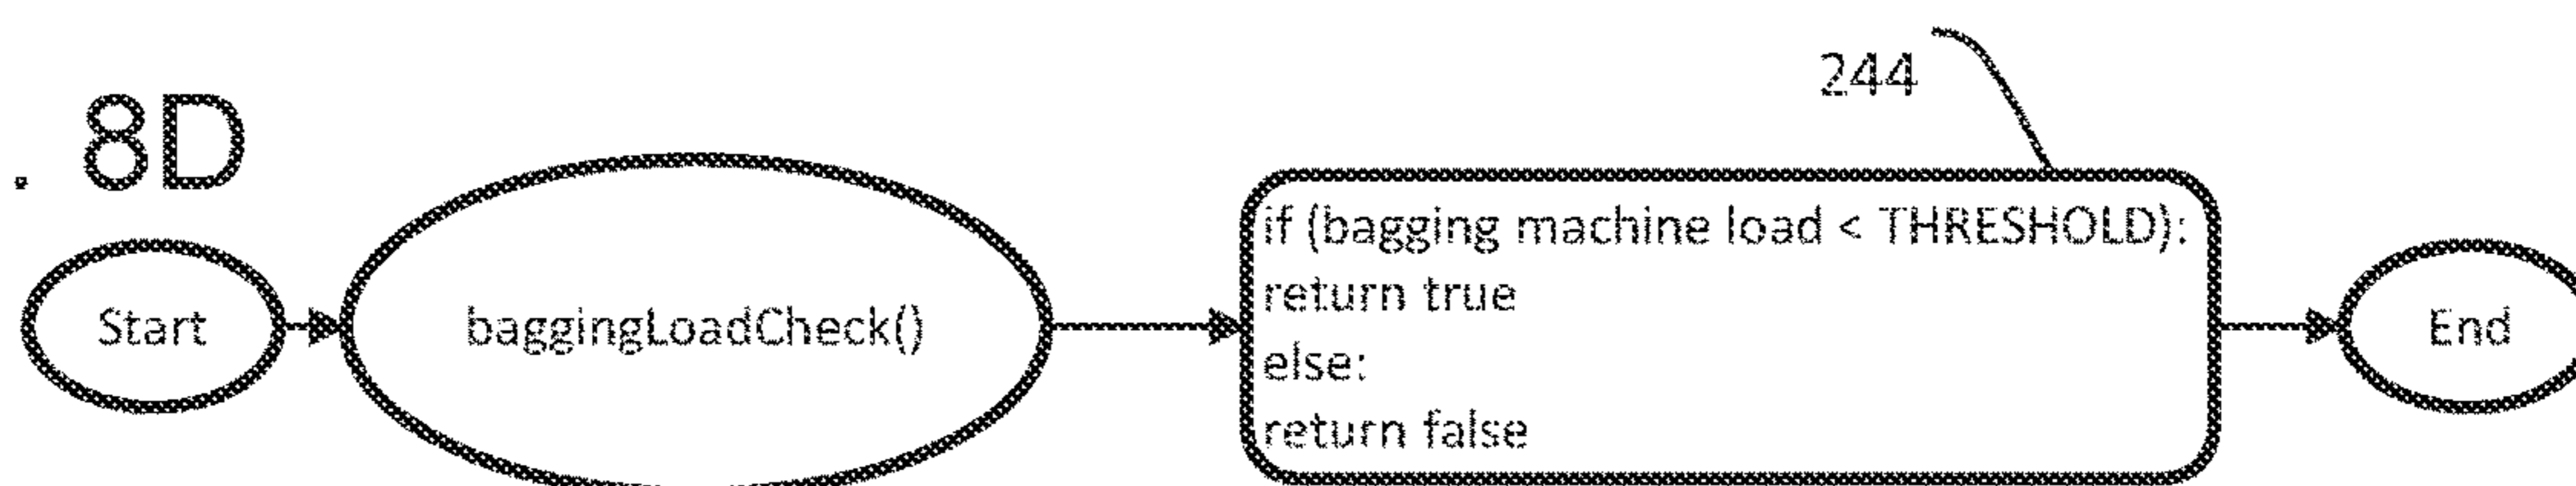 . 8D
244
Start
baggingLoadCheck()
if (bagging machine load < THRESHOLD):
return true
else:
return false
End